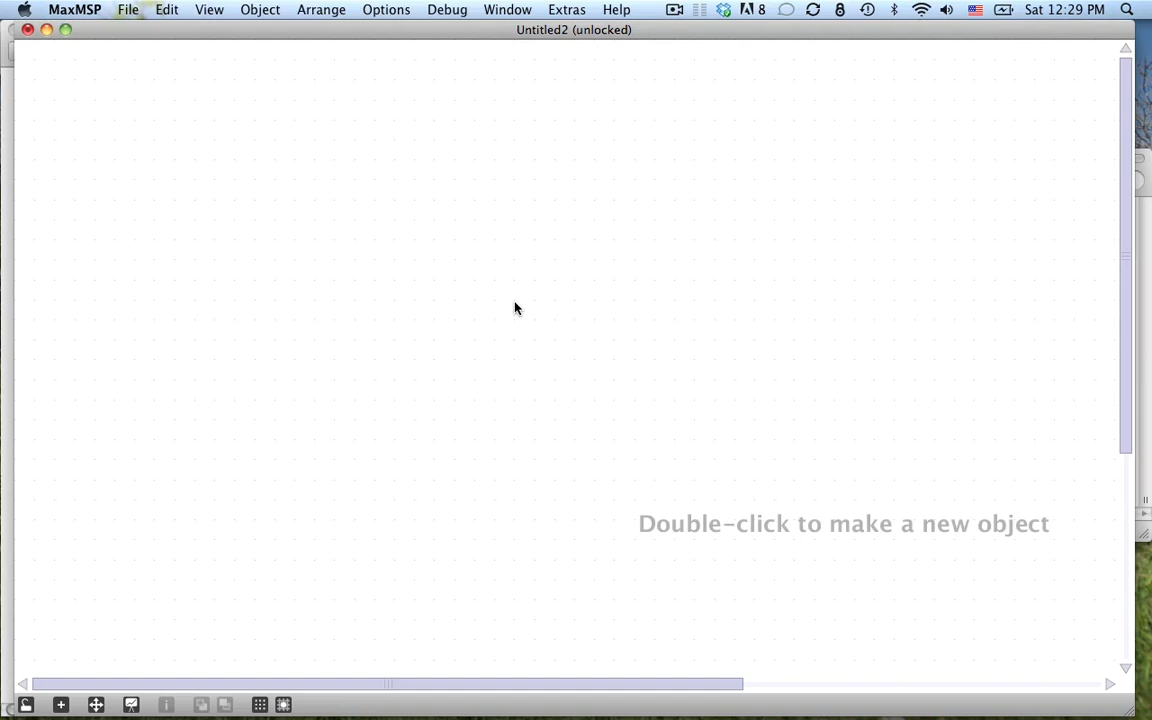 MaxMSP File Edit View Object Arrange Options Debug Window Extras Help 8 Sat 12:29 PM
Untitled2 (unlocked)
Double-click to make a new object